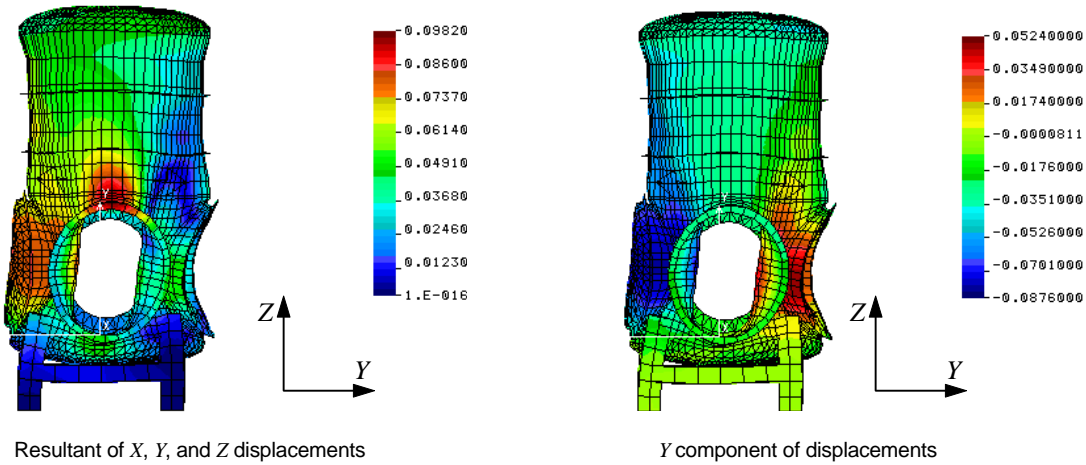 0.09820
0.08600
0.07370
0.06140
0.04910
0.03680
0.02460
0.01230
1.E-016
Y
X
Z
Y
Resultant of X, Y, and Z displacements
0.05240000
0.03490000
0.01740000
-0.0000811
-0.0176000
-0.0351000
-0.0526000
-0.0701000
-0.0876000
Y
Y
Z
Y
Y component of displacements